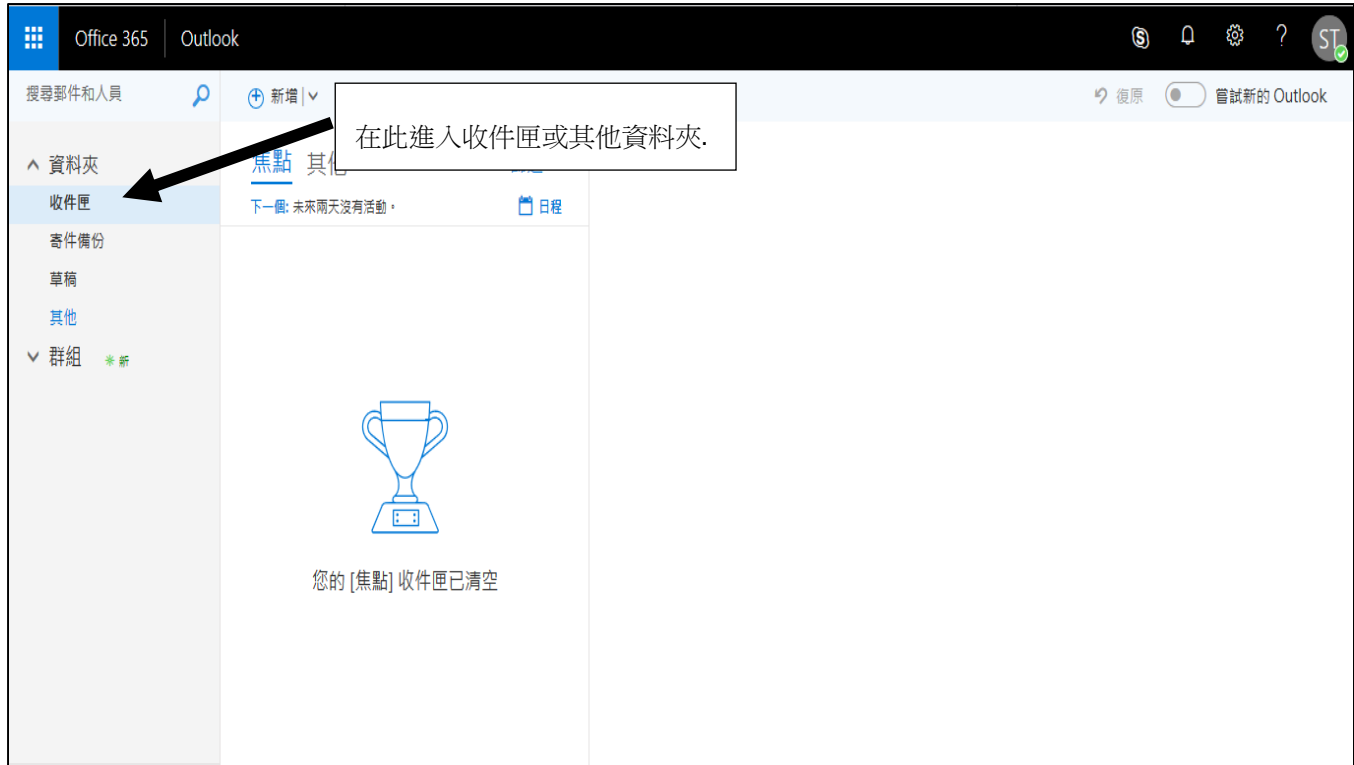 Office 365 Outlook ? ST
搜尋郵件和人員 新增 復原 嘗試新的 Outlook
在此進入收件匣或其他資料夾.
資料夾
焦點 其他
收件匣
下一個: 未來兩天沒有活動。 日程
寄件備份
草稿
其他
群組 新
您的 [焦點] 收件匣已清空